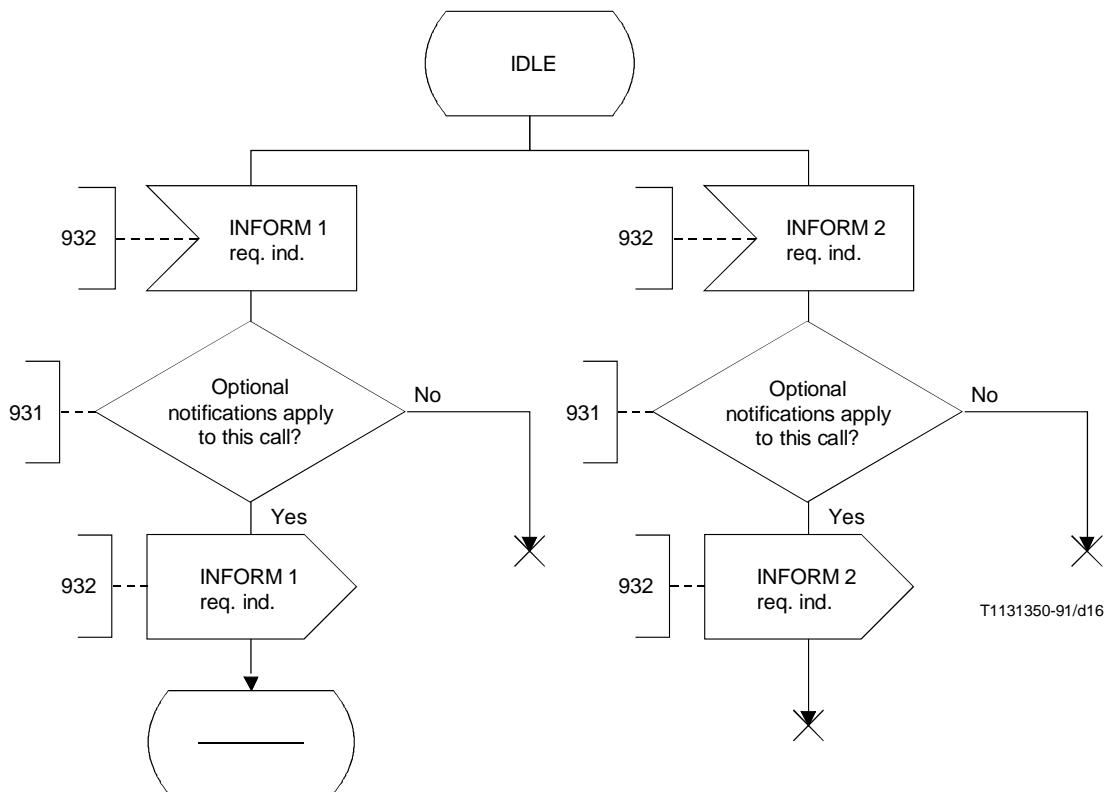 IDLE
932
INFORM 1
req. ind.
932
INFORM 2
req. ind.
931
Optional
notifications apply
to this call?
No
931
Optional
notifications apply
to this call?
No
Yes
Yes
932
INFORM 1
req. ind.
932
INFORM 2
req. ind.
T1131350-91/d16